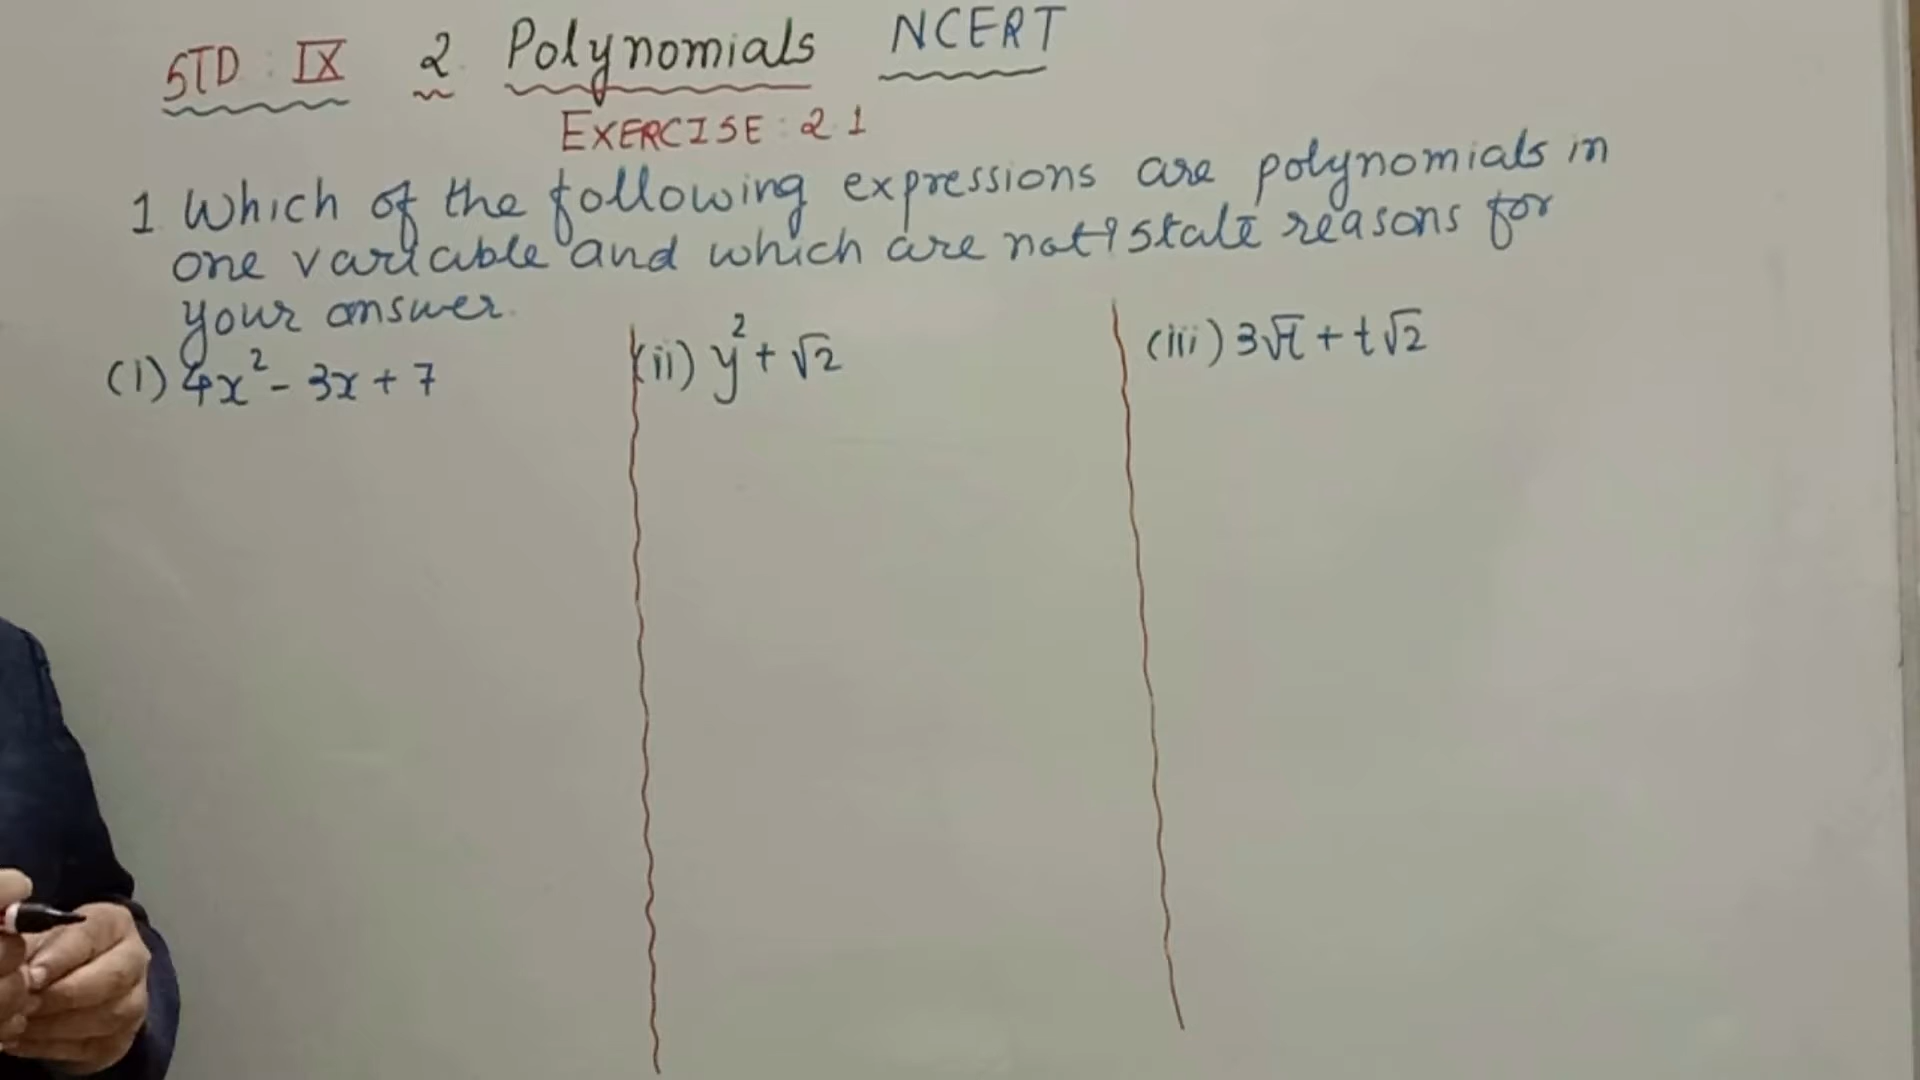 STD : IX 2 Polynomials NCERT
EXERCISE : 2.1
1 Which of the following expressions are polynomials in
one variable and which are not? state reasons for
your answer.
(i) 4x² - 3x + 7
(ii) y² + √2
(iii) 3√t + t√2